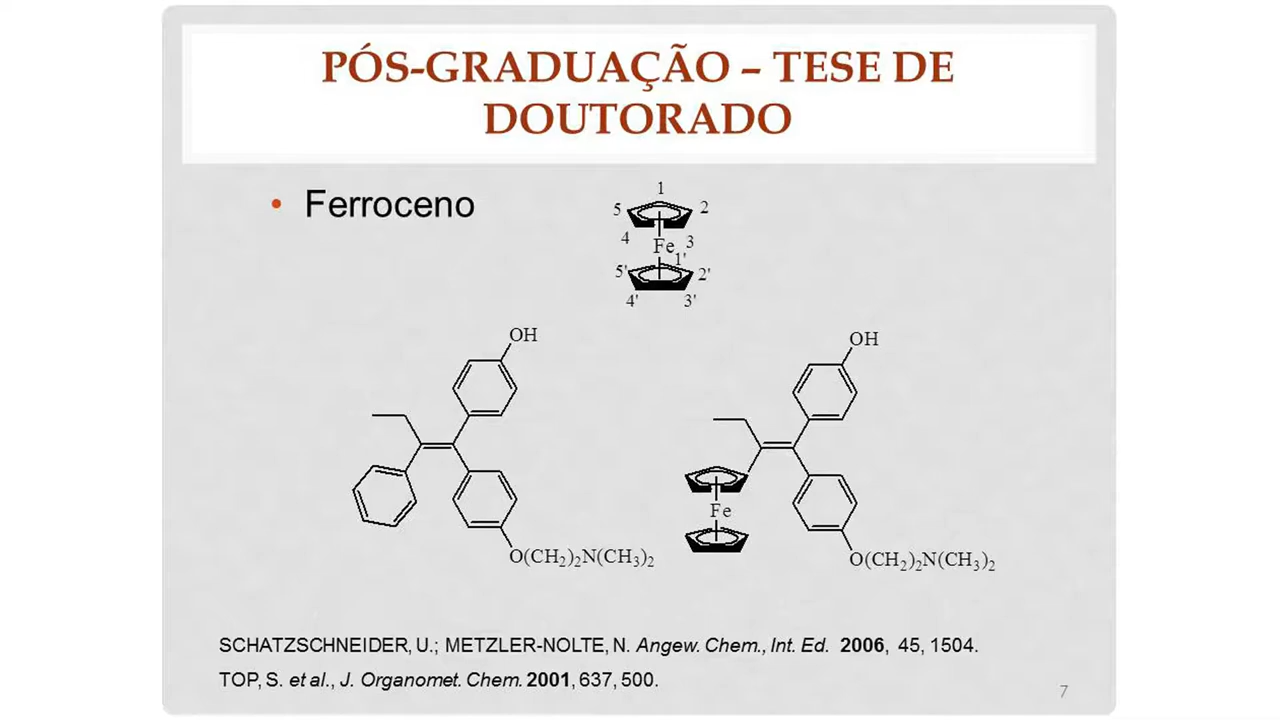 PÓS-GRADUAÇÃO – TESE DE
DOUTORADO
• Ferroceno
1
5 2
4 Fe 3
1'
5' 2'
4' 3'
OH
OH
Fe
O(CH₂)₂N(CH₃)₂
O(CH₂)₂N(CH₃)₂
SCHATZSCHNEIDER, U.; METZLER-NOLTE, N. Angew. Chem., Int. Ed. 2006, 45, 1504.
TOP, S. et al., J. Organomet. Chem. 2001, 637, 500.
7